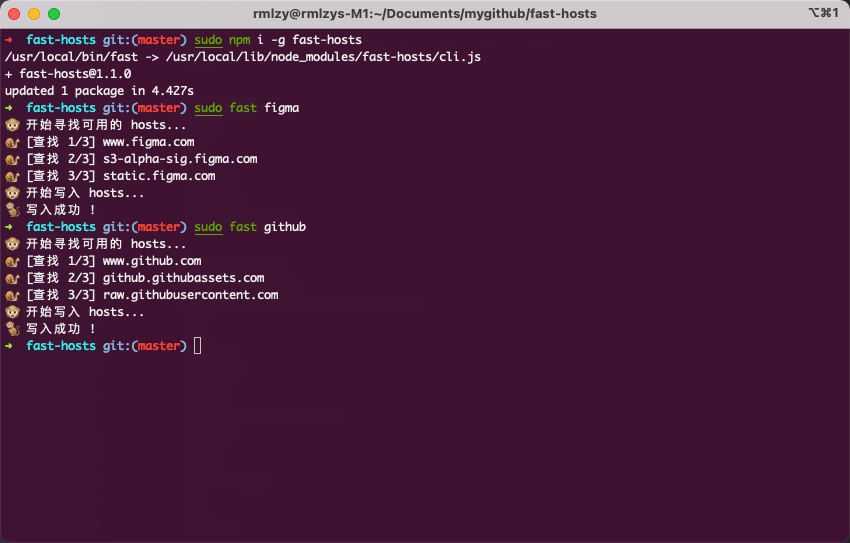 rmlzy@rmlzys-M1:~/Documents/mygithub/fast-hosts ⌥⌘1
➜ fast-hosts git:(master) sudo npm i -g fast-hosts
/usr/local/bin/fast -> /usr/local/lib/node_modules/fast-hosts/cli.js
+ fast-hosts@1.1.0
updated 1 package in 4.427s
➜ fast-hosts git:(master) sudo fast figma
🐵 开始寻找可用的 hosts...
🐌 [查找 1/3] www.figma.com
🐌 [查找 2/3] s3-alpha-sig.figma.com
🐌 [查找 3/3] static.figma.com
🐵 开始写入 hosts...
🐒 写入成功 !
➜ fast-hosts git:(master) sudo fast github
🐵 开始寻找可用的 hosts...
🐌 [查找 1/3] www.github.com
🐌 [查找 2/3] github.githubassets.com
🐌 [查找 3/3] raw.githubusercontent.com
🐵 开始写入 hosts...
🐒 写入成功 !
➜ fast-hosts git:(master)